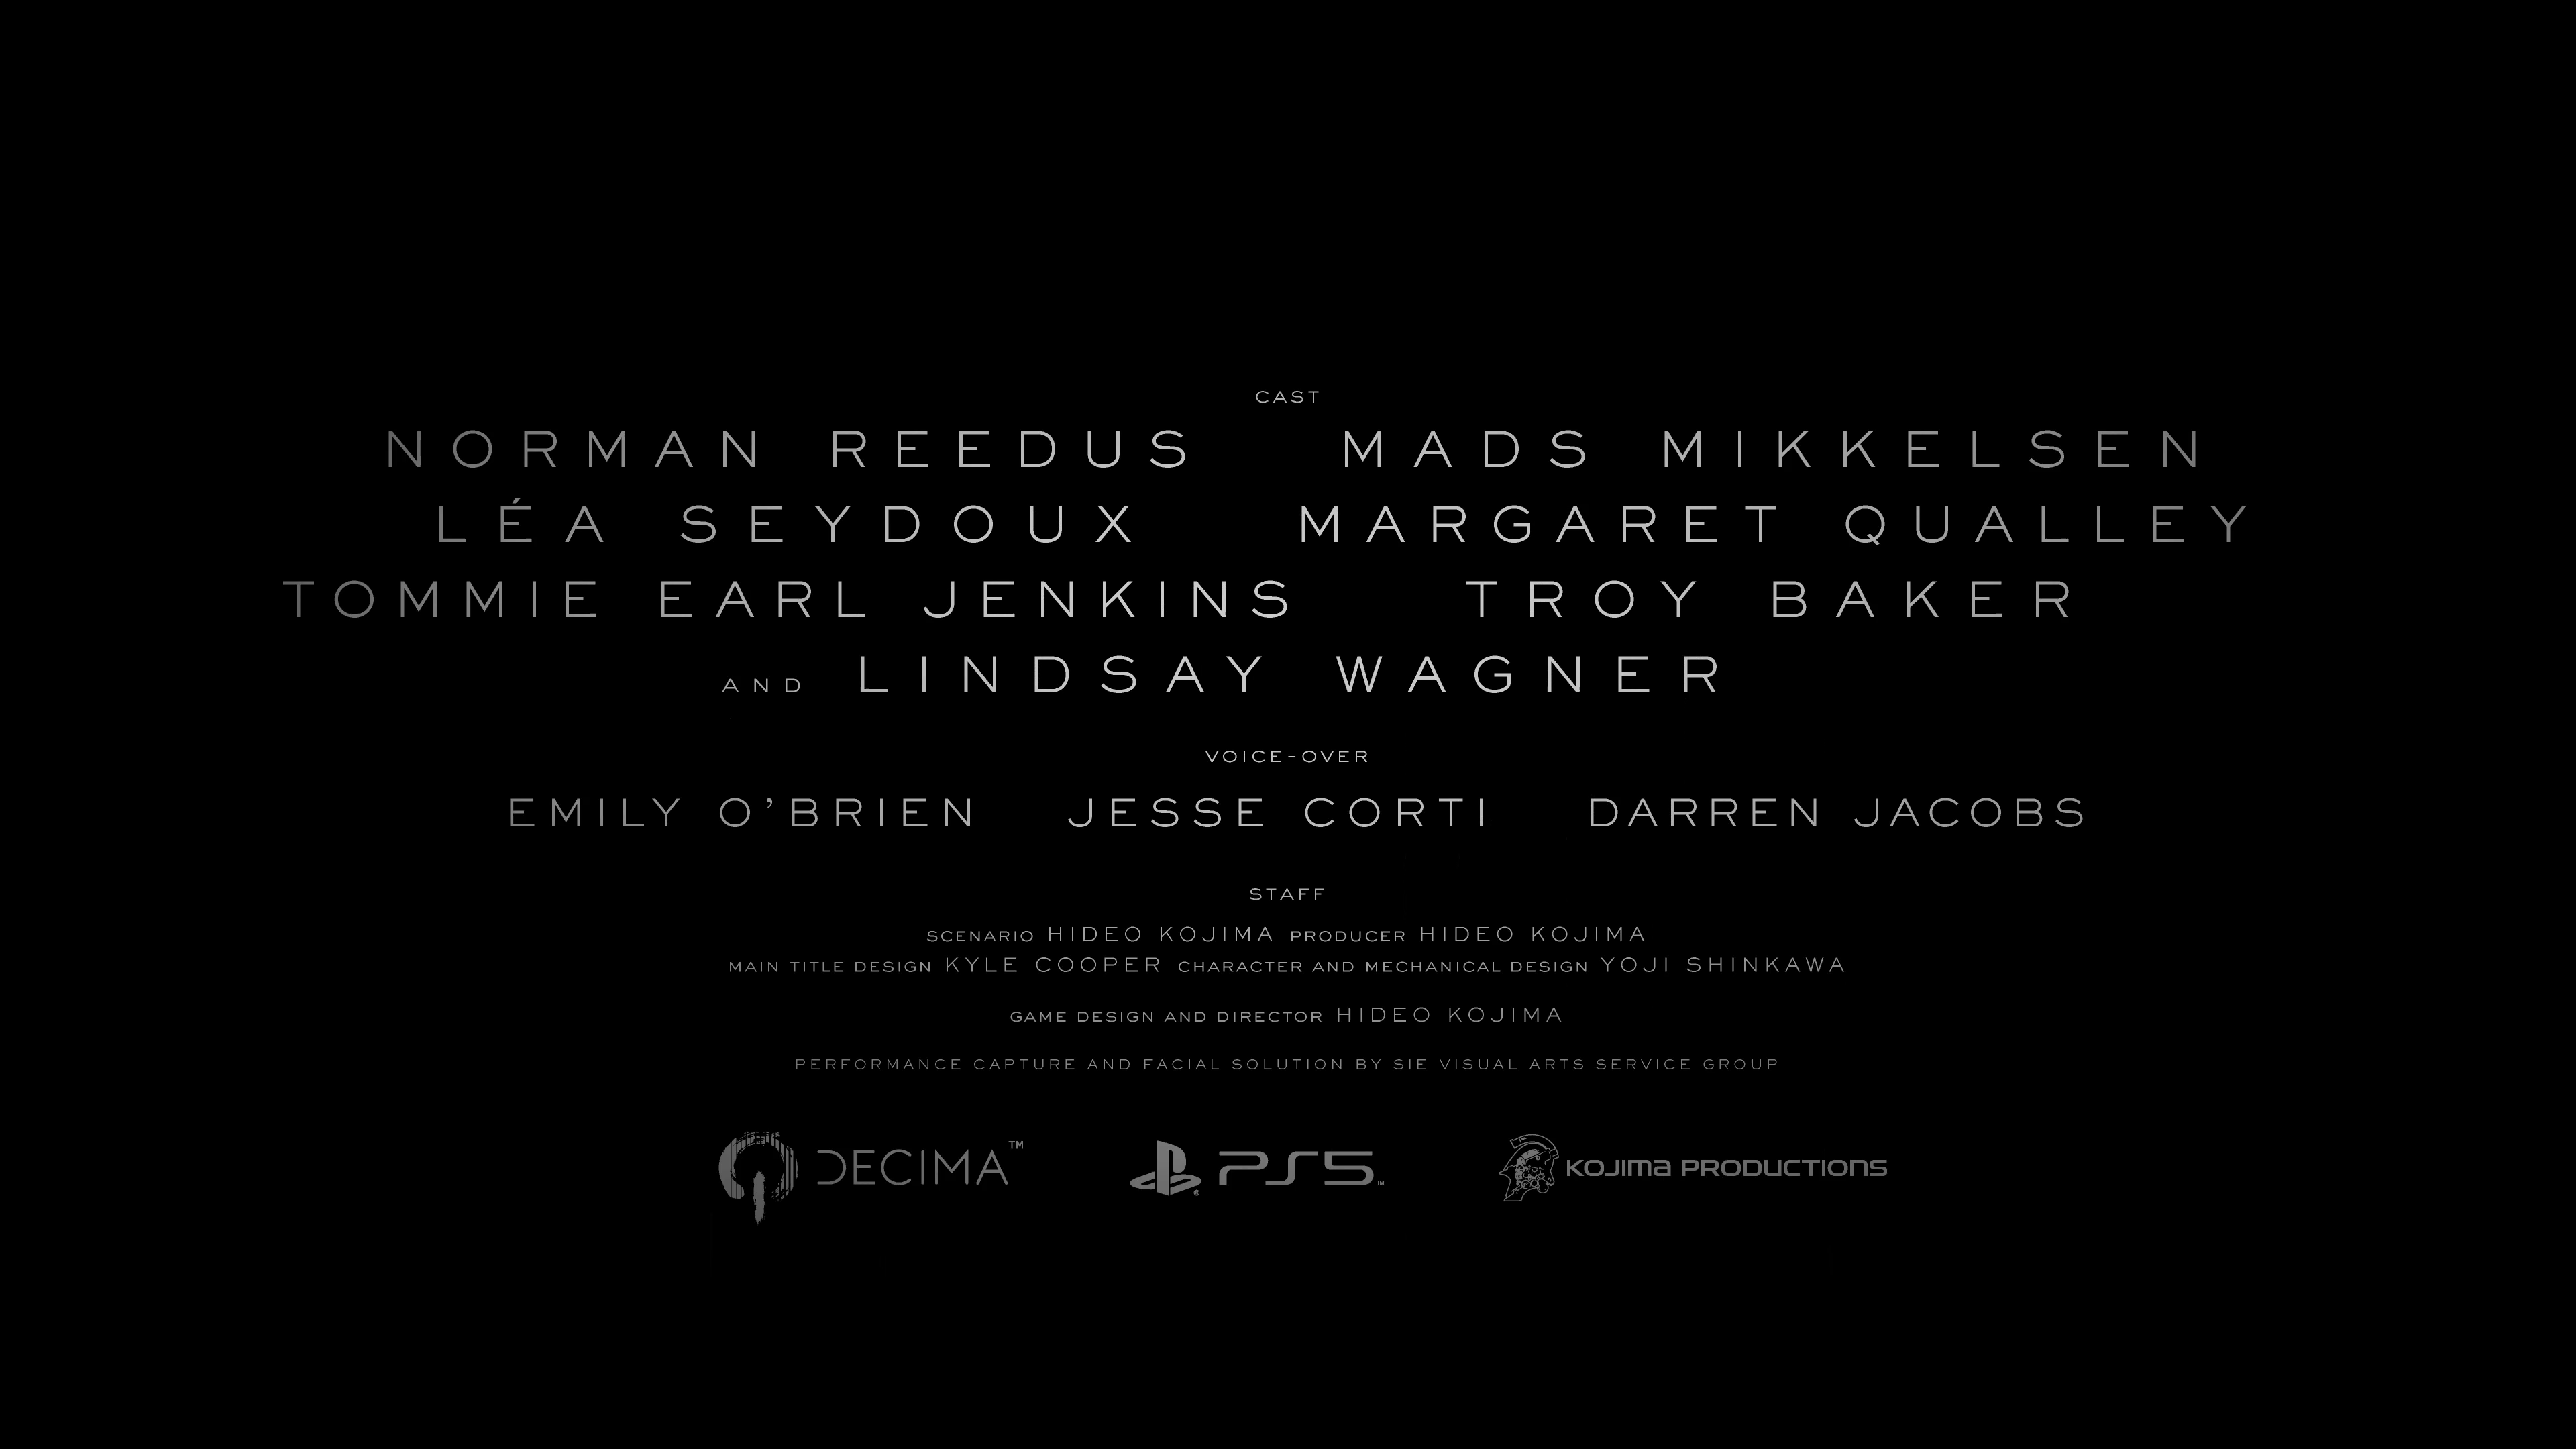 CAST
NORMAN REEDUS MADS MIKKELSEN
LÉA SEYDOUX MARGARET QUALLEY
TOMMIE EARL JENKINS TROY BAKER
AND LINDSAY WAGNER
VOICE-OVER
EMILY O’BRIEN JESSE CORTI DARREN JACOBS
STAFF
SCENARIO HIDEO KOJIMA PRODUCER HIDEO KOJIMA
MAIN TITLE DESIGN KYLE COOPER CHARACTER AND MECHANICAL DESIGN YOJI SHINKAWA
GAME DESIGN AND DIRECTOR HIDEO KOJIMA
PERFORMANCE CAPTURE AND FACIAL SOLUTION BY SIE VISUAL ARTS SERVICE GROUP
DECIMA™ PS5™ KOJIMA PRODUCTIONS